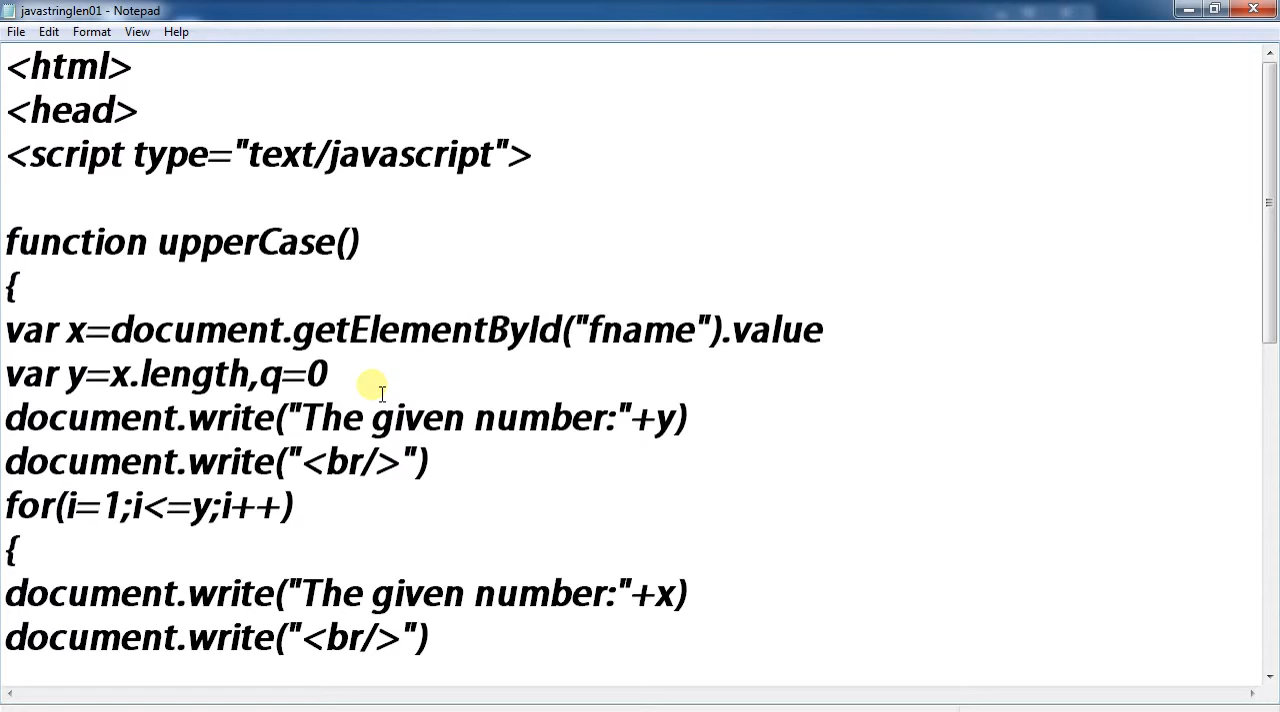 javastringlen01 - Notepad
File Edit Format View Help
<html>
<head>
<script type="text/javascript">
function upperCase()
{
var x=document.getElementById("fname").value
var y=x.length,q=0
document.write("The given number:"+y)
document.write("<br/>")
for(i=1;i<=y;i++)
{
document.write("The given number:"+x)
document.write("<br/>")